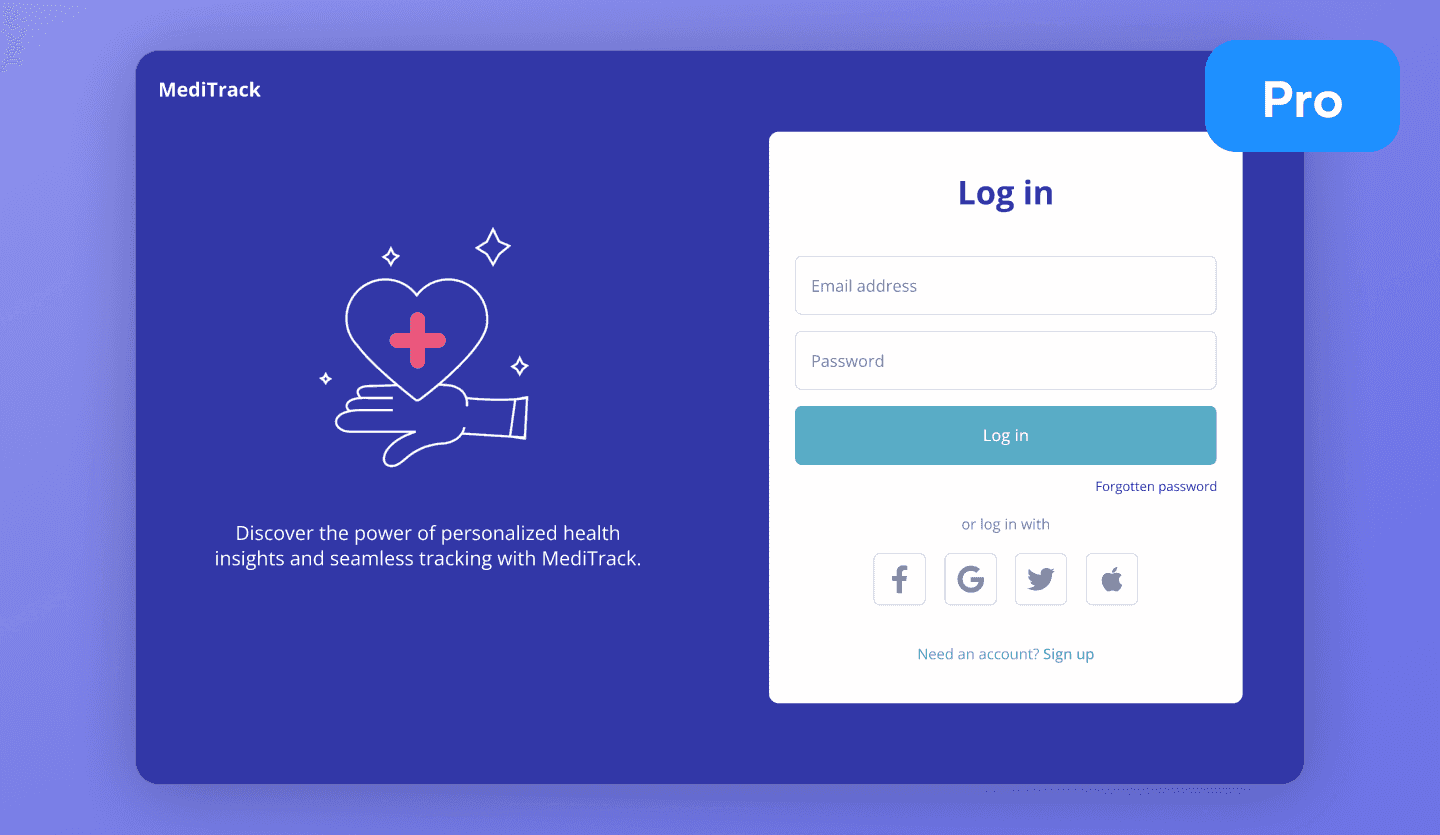 MediTrack
Pro
Log in
Email address
Password
Log in
Forgotten password
or log in with
Need an account? Sign up
Discover the power of personalized health
insights and seamless tracking with MediTrack.